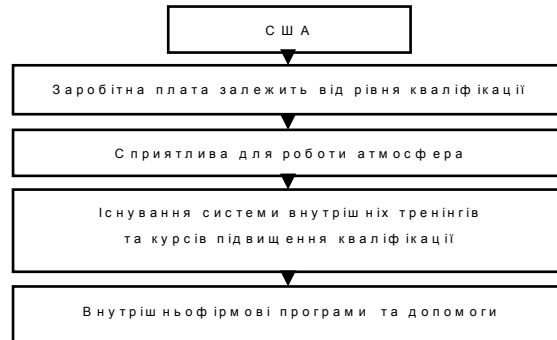 США
Заробітна плата залежить від рівня кваліфікації
Сприятлива для роботи атмосфера
Існування системи внутрішніх тренінгів
та курсів підвищення кваліфікації
Внутрішньофірмові програми та допомоги